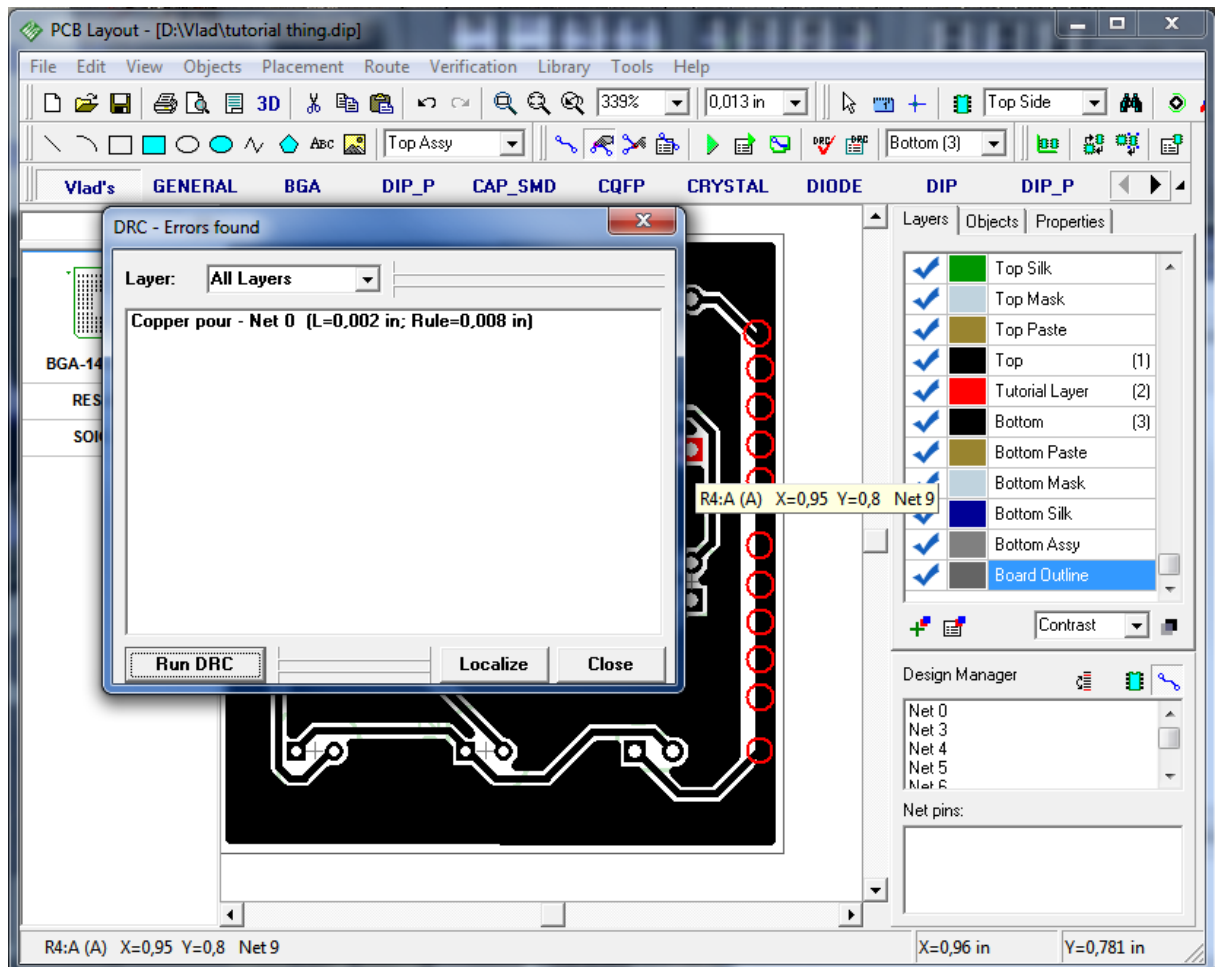 PCB Layout - [D:\Vlad\tutorial thing.dip]
File Edit View Objects Placement Route Verification Library Tools Help
3D 339% 0,013 in Top Side
ABC Top Assy DRC DRC Bottom (3)
Vlad's GENERAL BGA DIP_P CAP_SMD CQFP CRYSTAL DIODE DIP DIP_P
DRC - Errors found
Layer: All Layers
Copper pour - Net 0 (L=0,002 in; Rule=0,008 in)
Run DRC Localize Close
BGA-14
RES
R4:A (A) X=0,95 Y=0,8 Net 9
Layers Objects Properties
Top Silk
Top Mask
Top Paste
Top (1)
Tutorial Layer (2)
Bottom (3)
Bottom Paste
Bottom Mask
Bottom Silk
Bottom Assy
Board Outline
Contrast
Design Manager
Net 0
Net 3
Net 4
Net 5
Net 6
Net pins:
R4:A (A) X=0,95 Y=0,8 Net 9 X=0,96 in Y=0,781 in